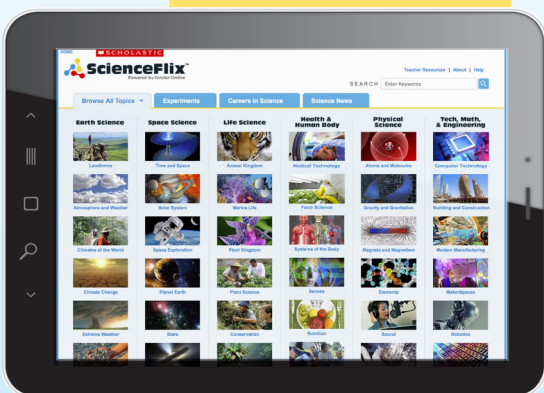 HOME
SCHOLASTIC
ScienceFlix™
Powered by Grolier Online
Teacher Resources | About | Help
SEARCH Enter Keywords
Browse All Topics Experiments Careers in Science Science News
Earth Science Space Science Life Science Health & Human Body Physical Science Tech, Math, & Engineering
Landforms Time and Space Animal Kingdom Medical Technology Atoms and Molecules Computer Technology
Atmosphere and Weather Solar System Marine Life Food Science Gravity and Gravitation Building and Construction
Climates of the World Space Exploration Plant Kingdom Systems of the Body Magnets and Magnetism Modern Manufacturing
Climate Change Planet Earth Plant Science Senses Elements MakerSpaces
Extreme Weather Stars Conservation Nutrition Sound Robotics